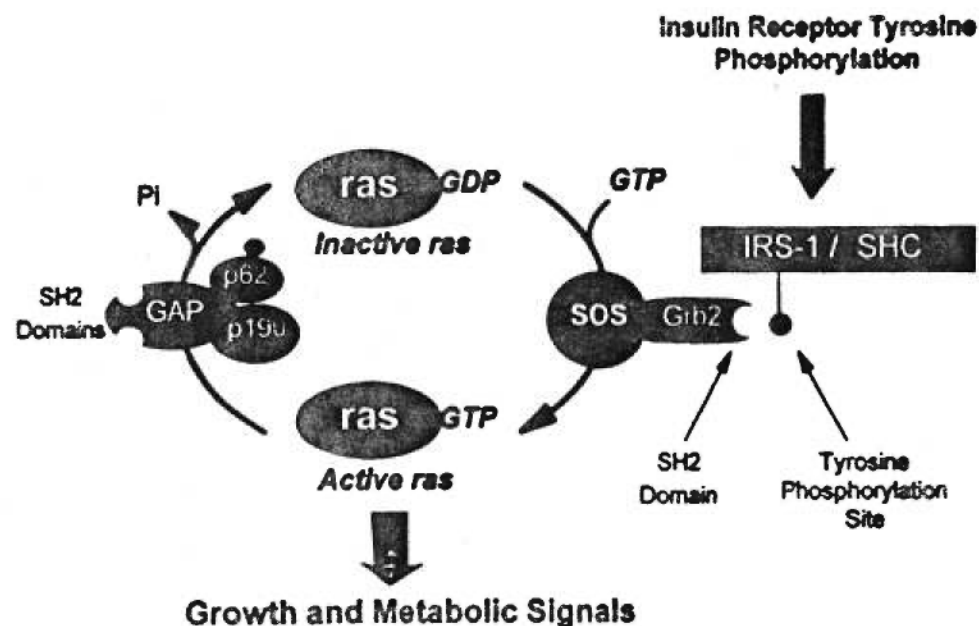 Insulin Receptor Tyrosine
Phosphorylation
ras GDP
Inactive ras
GTP
Pi
IRS-1 / SHC
p62
SH2
Domains
GAP
p190
SOS
Grb2
ras GTP
Active ras
SH2
Domain
Tyrosine
Phosphorylation
Site
Growth and Metabolic Signals